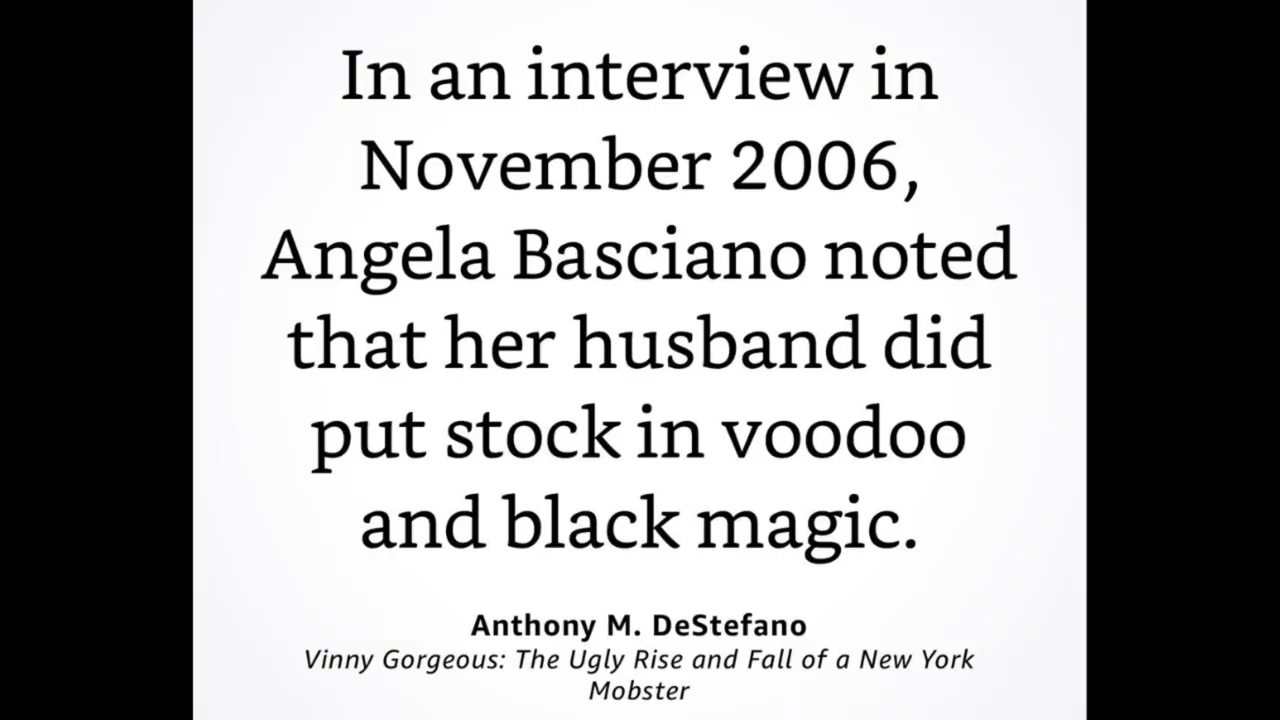 In an interview in
November 2006,
Angela Basciano noted
that her husband did
put stock in voodoo
and black magic.
Anthony M. DeStefano
Vinny Gorgeous: The Ugly Rise and Fall of a New York
Mobster